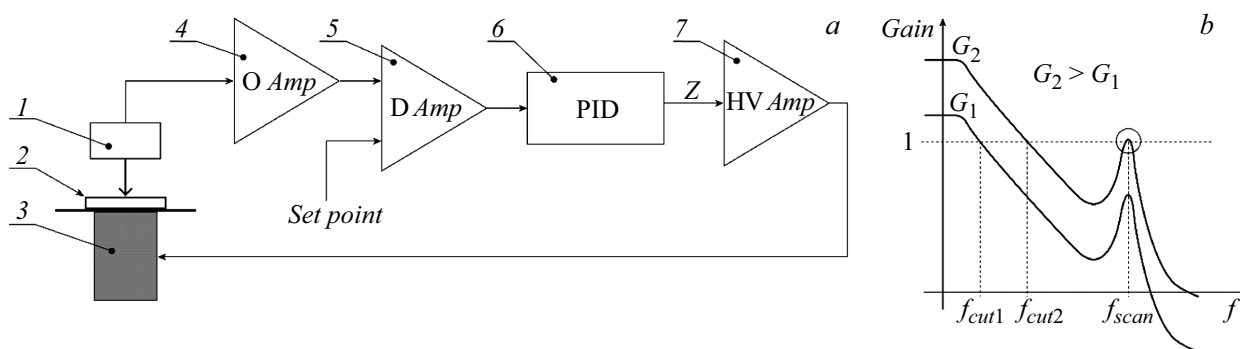 4
5
6
7
a
O Amp
D Amp
PID
Z
HV Amp
1
2
3
Set point
Gain
b
G2
G2 > G1
G1
1
fcut1
fcut2
fscan
f